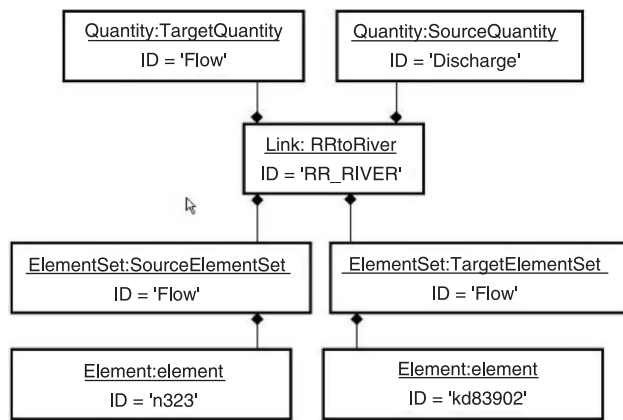 Quantity:TargetQuantity
ID = 'Flow'
Quantity:SourceQuantity
ID = 'Discharge'
Link: RRtoRiver
ID = 'RR_RIVER'
ElementSet:SourceElementSet
ID = 'Flow'
ElementSet:TargetElementSet
ID = 'Flow'
Element:element
ID = 'n323'
Element:element
ID = 'kd83902'